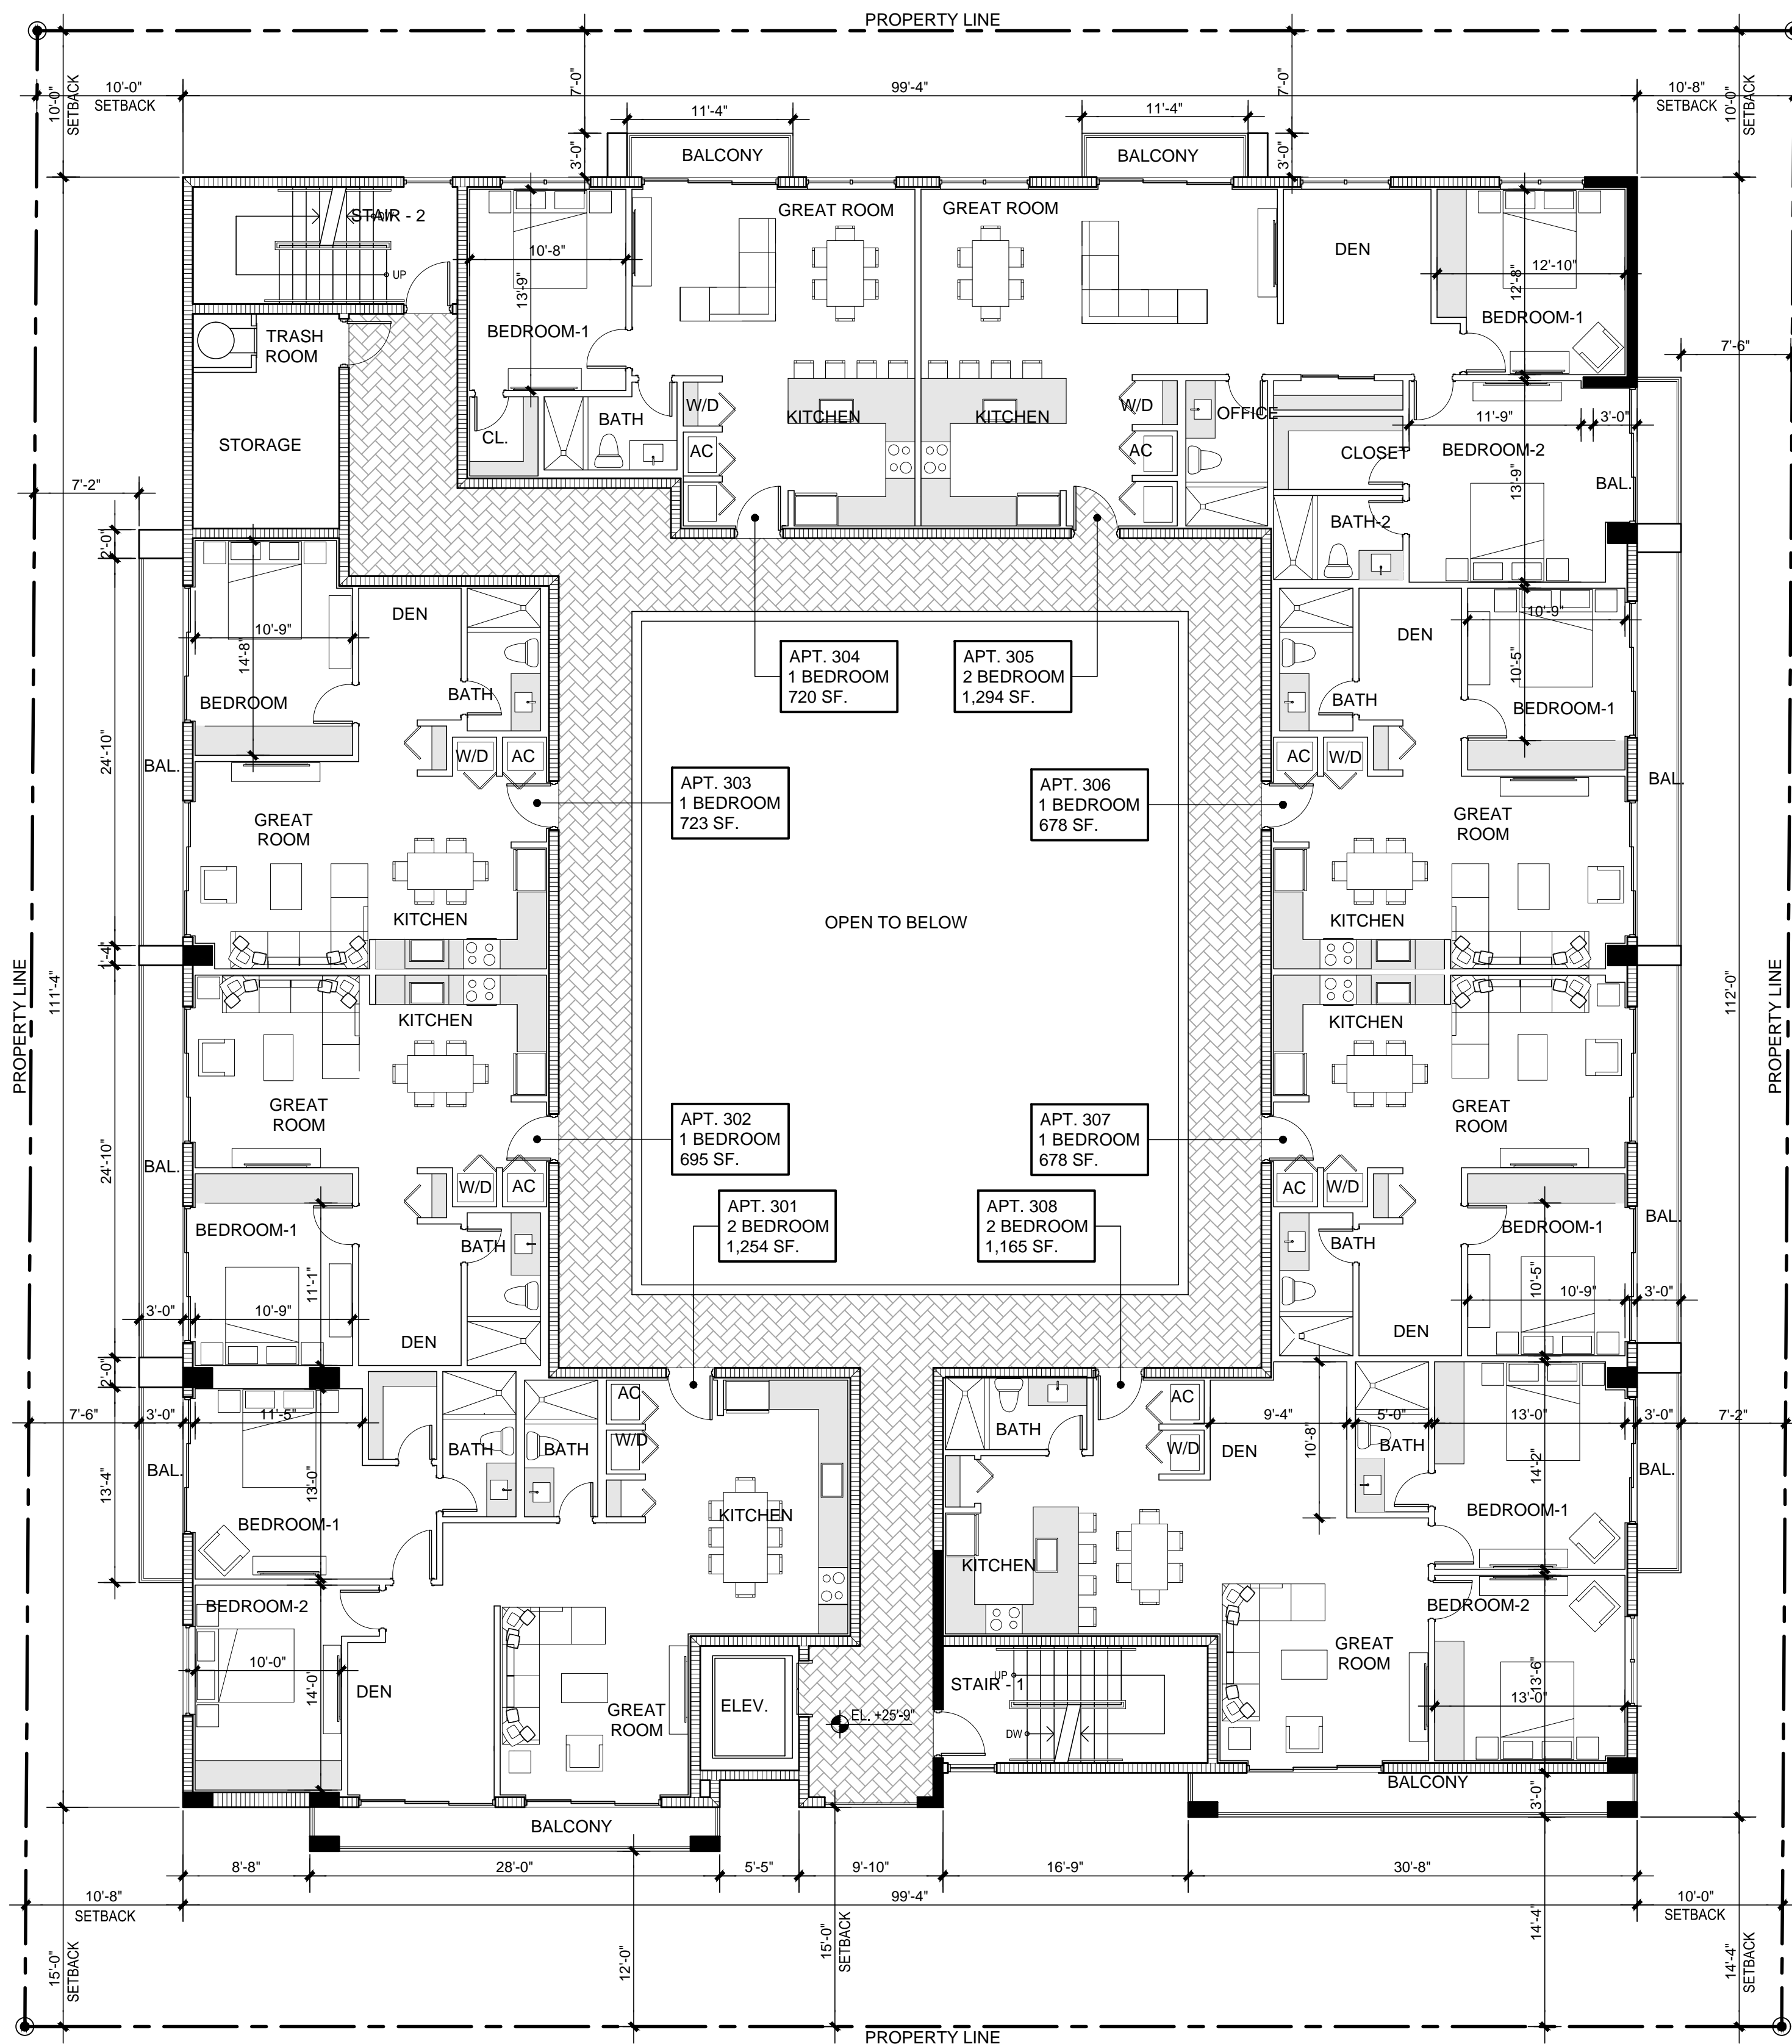 PROPERTY LINE
10'-0"
SETBACK
10'-0"
SETBACK
7'-0"
99'-4"
7'-0"
10'-8"
SETBACK
10'-0"
SETBACK
11'-4"
11'-4"
3'-0"
BALCONY
BALCONY
3'-0"
STAIR - 2
DW
UP
GREAT ROOM
GREAT ROOM
DEN
10'-8"
13'-9"
12'-10"
12'-8"
BEDROOM-1
BEDROOM-1
TRASH
ROOM
7'-6"
W/D
BATH
CL.
KITCHEN
KITCHEN
W/D
OFFICE
11'-9"
3'-0"
STORAGE
AC
AC
CLOSET
BEDROOM-2
13'-9"
BAL.
7'-2"
BATH-2
2'-0"
DEN
10'-9"
14'-8"
BEDROOM
BATH
APT. 304
1 BEDROOM
720 SF.
APT. 305
2 BEDROOM
1,294 SF.
DEN
10'-9"
10'-5"
BATH
BEDROOM-1
24'-10"
BAL.
W/D
AC
AC
W/D
BAL.
APT. 303
1 BEDROOM
723 SF.
APT. 306
1 BEDROOM
678 SF.
GREAT
ROOM
GREAT
ROOM
KITCHEN
OPEN TO BELOW
KITCHEN
1'-4"
PROPERTY LINE
111'-4"
112'-0"
PROPERTY LINE
KITCHEN
KITCHEN
GREAT
ROOM
GREAT
ROOM
APT. 302
1 BEDROOM
695 SF.
APT. 307
1 BEDROOM
678 SF.
24'-10"
BAL.
W/D
AC
AC
W/D
APT. 301
2 BEDROOM
1,254 SF.
APT. 308
2 BEDROOM
1,165 SF.
BEDROOM-1
BATH
BATH
BEDROOM-1
BAL.
11'-1"
10'-5"
3'-0"
10'-9"
10'-9"
3'-0"
DEN
DEN
2'-0"
7'-6"
3'-0"
11'-5"
AC
W/D
BATH
BATH
BATH
AC
W/D
DEN
9'-4"
5'-0"
13'-0"
3'-0"
7'-2"
10'-8"
BATH
14'-2"
BAL.
13'-4"
BAL.
13'-0"
BEDROOM-1
KITCHEN
BEDROOM-1
KITCHEN
BEDROOM-2
BEDROOM-2
10'-0"
14'-0"
DEN
GREAT
ROOM
ELEV.
EL. +25'-9"
STAIR - 1
UP
DW
GREAT
ROOM
13'-6"
13'-0"
BALCONY
BALCONY
3'-0"
8'-8"
28'-0"
5'-5"
9'-10"
16'-9"
30'-8"
10'-8"
SETBACK
99'-4"
10'-0"
SETBACK
15'-0"
SETBACK
12'-0"
15'-0"
SETBACK
14'-4"
14'-4"
SETBACK
PROPERTY LINE